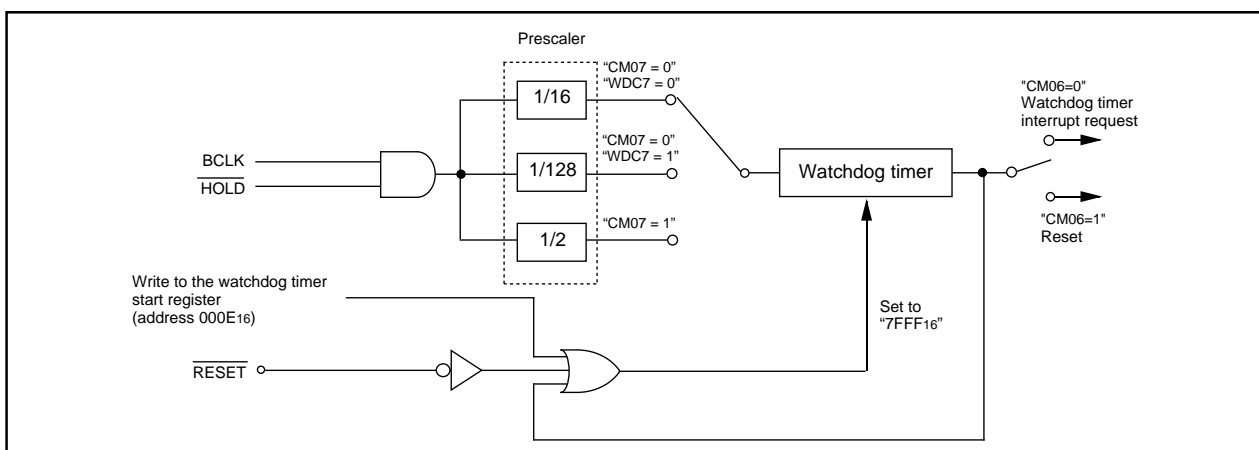 Prescaler
“CM07 = 0”
“WDC7 = 0”
1/16
"CM06=0"
Watchdog timer
interrupt request
BCLK
HOLD
“CM07 = 0”
“WDC7 = 1”
1/128
Watchdog timer
“CM07 = 1”
1/2
"CM06=1"
Reset
Write to the watchdog timer
start register
(address 000E16)
Set to
“7FFF16”
RESET